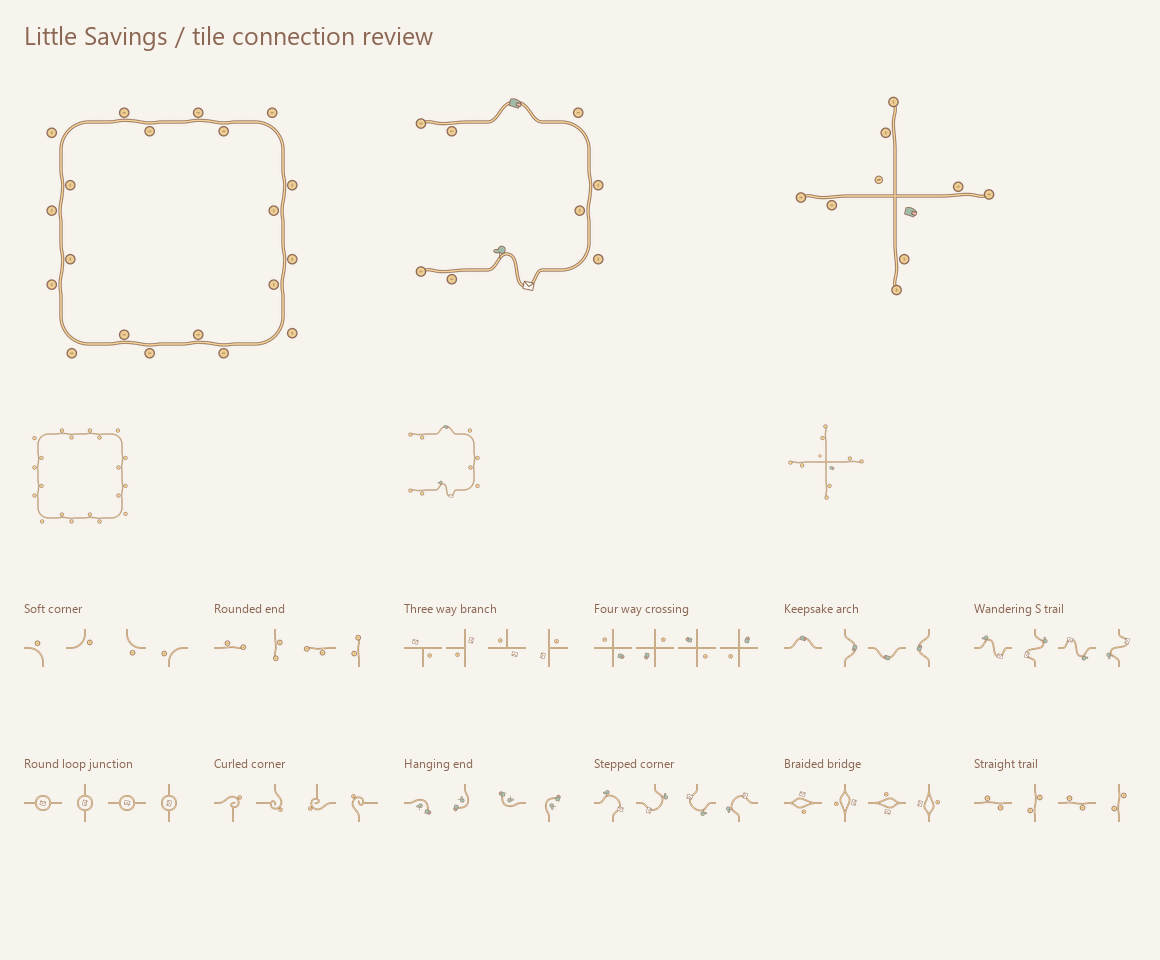 Little Savings / tile connection review
Soft corner
Rounded end
Three way branch
Four way crossing
Keepsake arch
Wandering S trail
Round loop junction
Curled corner
Hanging end
Stepped corner
Braided bridge
Straight trail